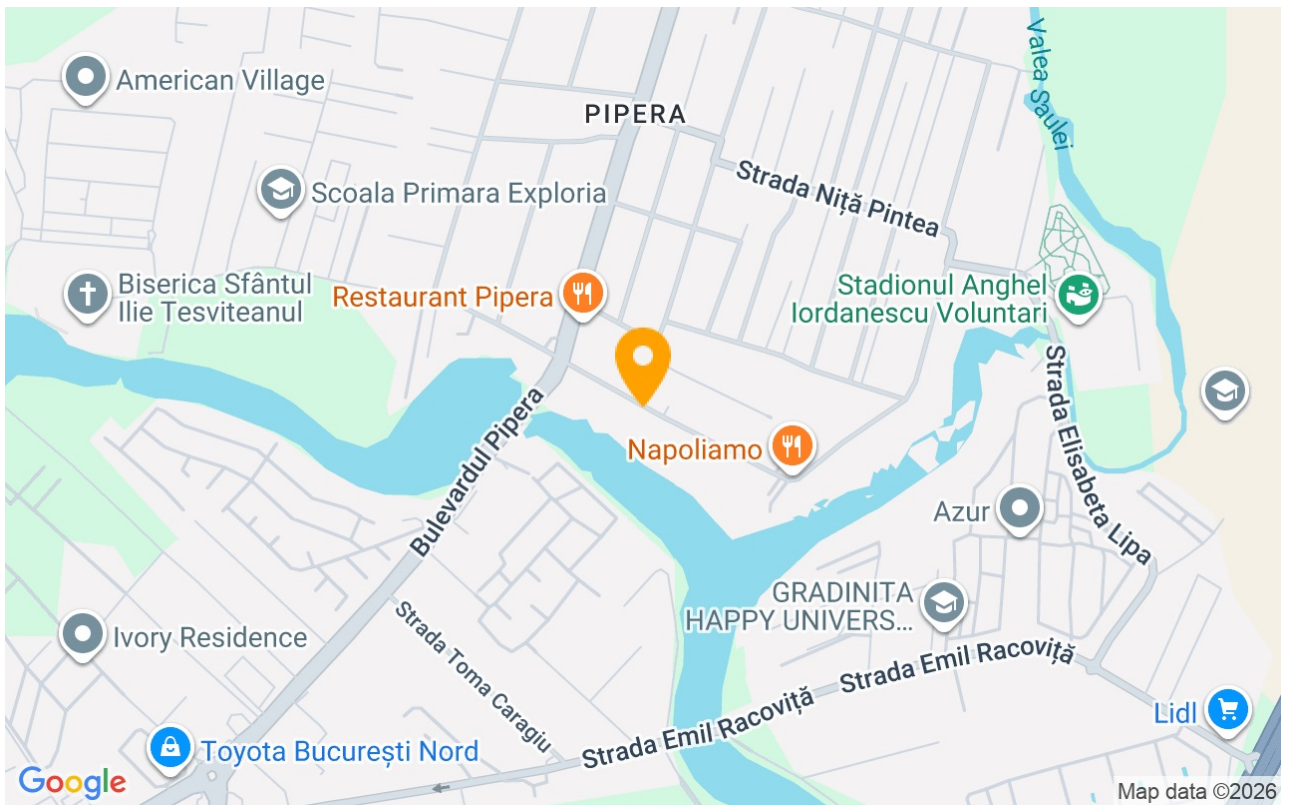 American Village
PIPERA
Valea Saulei
Scoala Primara Exploria
Strada Niță Pintea
Biserica Sfântul
Ilie Tesviteanul
Restaurant Pipera
Stadionul Anghel
Iordanescu Voluntari
Bulevardul Pipera
Napoliamo
Strada Elisabeta Lipa
Azur
GRADINITA
HAPPY UNIVERS...
Ivory Residence
Strada Toma Caragiu
Strada Emil Racoviță
Strada Emil Racoviță
Lidl
Toyota București Nord
Google
Map data ©2026